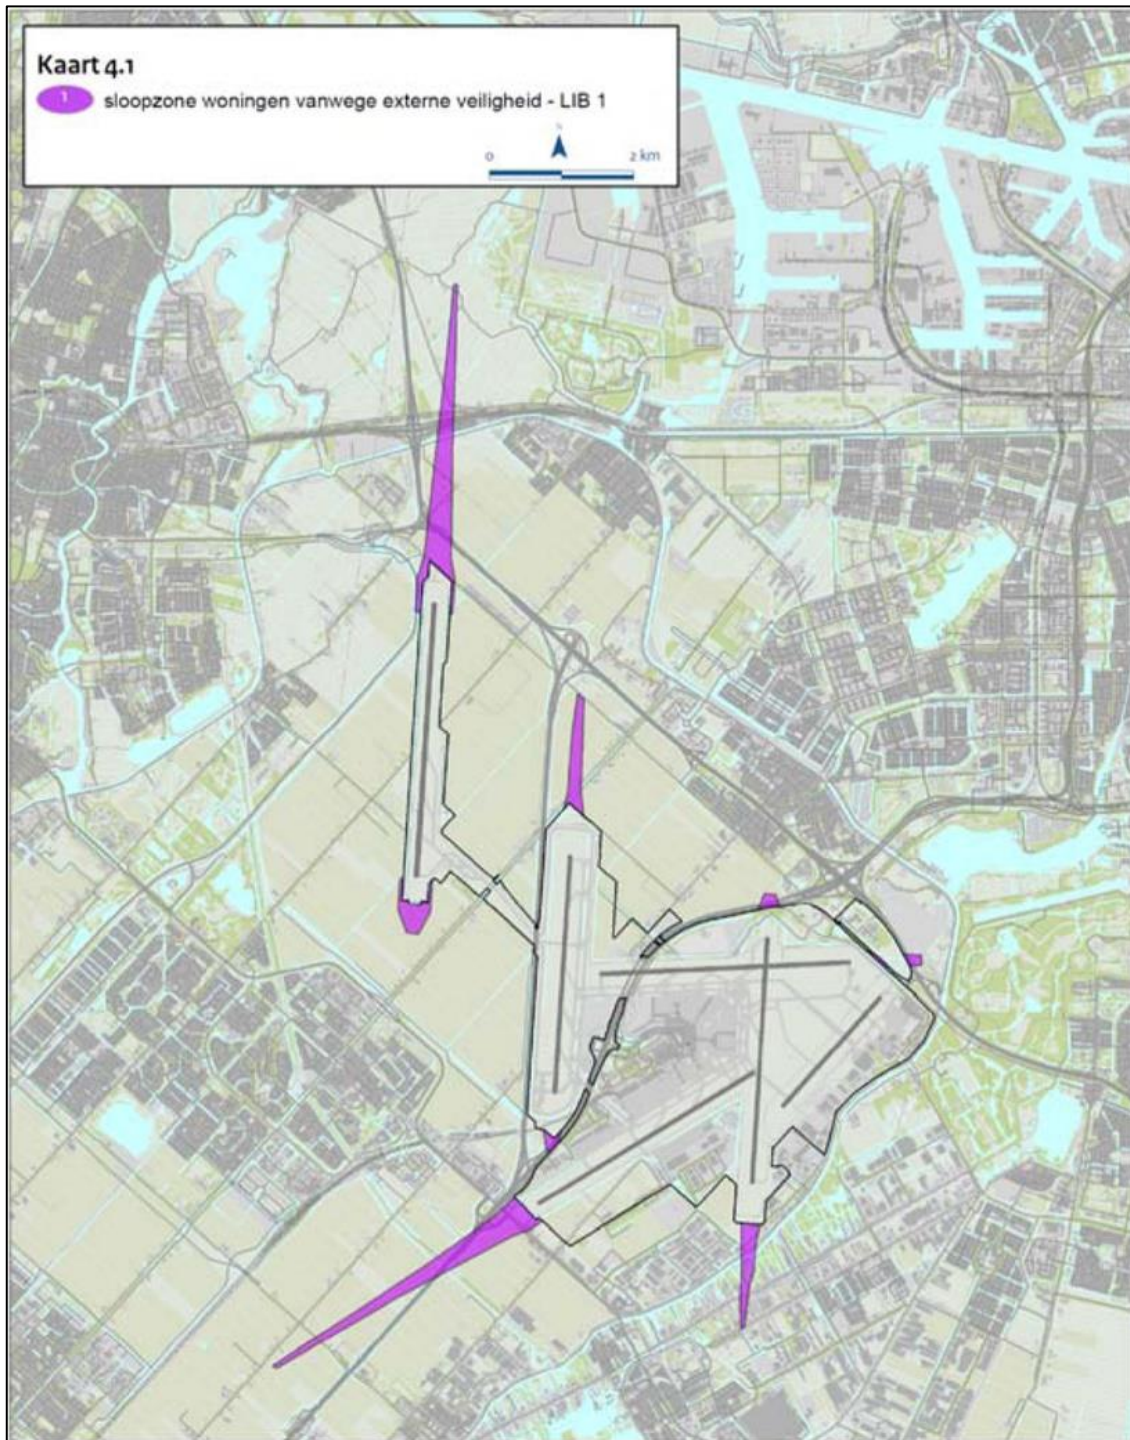 Kaart 4.1
1 sloopzone woningen vanwege externe veiligheid - LIB 1
N
0 2 km